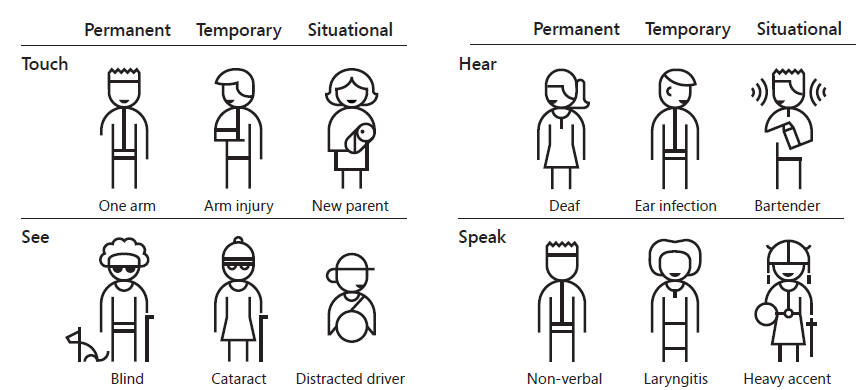 Permanent Temporary Situational
Touch
One arm Arm injury New parent
See
Blind Cataract Distracted driver
Permanent Temporary Situational
Hear
Deaf Ear infection Bartender
Speak
Non-verbal Laryngitis Heavy accent